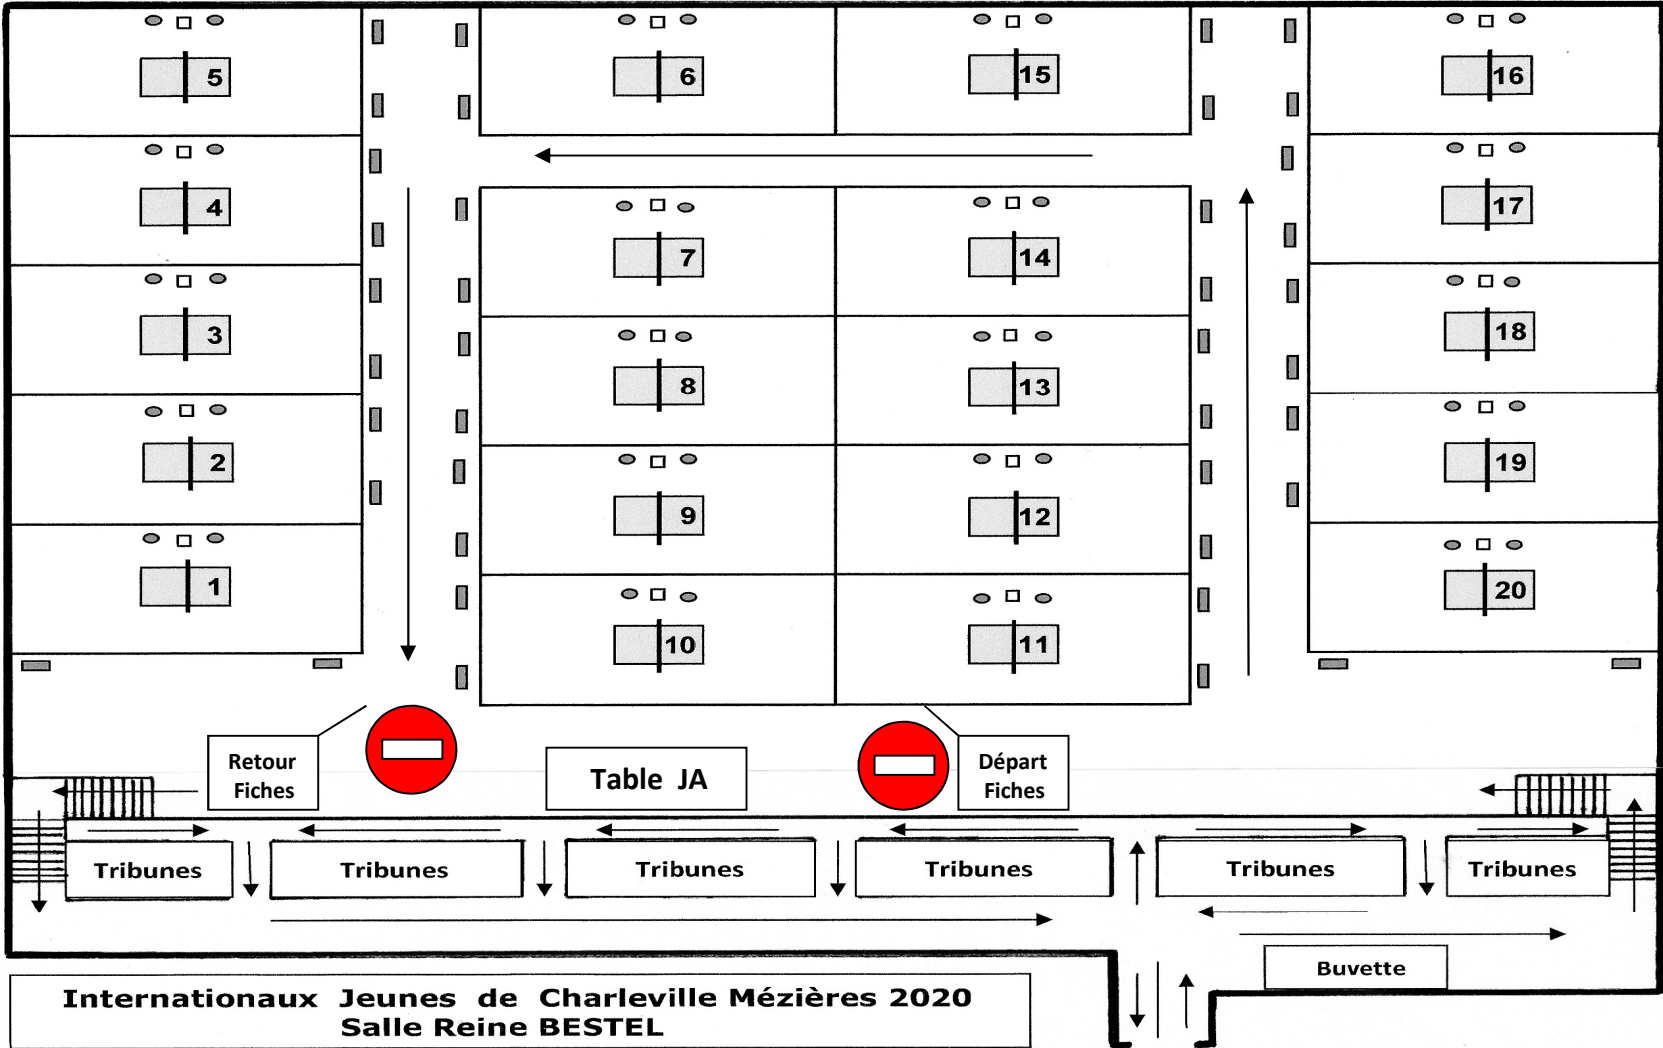 5
6
15
16
4
17
7
14
3
18
8
13
2
19
9
12
1
20
10
11
Retour
Fiches
Table JA
Départ
Fiches
Tribunes
Tribunes
Tribunes
Tribunes
Tribunes
Tribunes
Buvette
Internationaux Jeunes de Charleville Mézières 2020
Salle Reine BESTEL